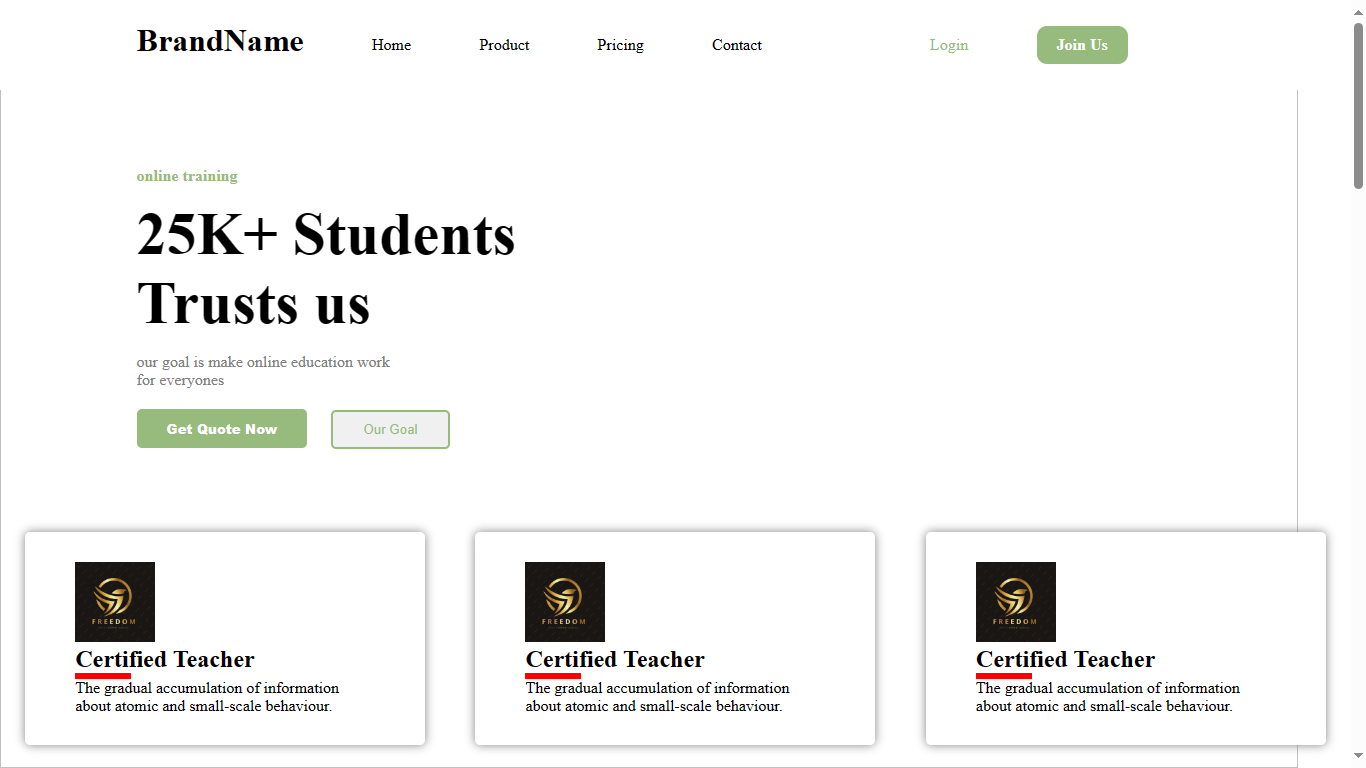 BrandName
Home
Product
Pricing
Contact
Login
Join Us
online training
25K+ Students
Trusts us
our goal is make online education work
for everyones
Get Quote Now
Our Goal
FREEDOM
Certified Teacher
The gradual accumulation of information
about atomic and small-scale behaviour.
FREEDOM
Certified Teacher
The gradual accumulation of information
about atomic and small-scale behaviour.
FREEDOM
Certified Teacher
The gradual accumulation of information
about atomic and small-scale behaviour.